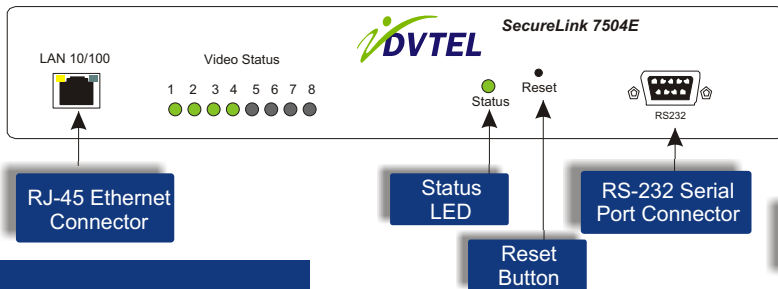 DVTEL
SecureLink 7504E
LAN 10/100
Video Status
1 2 3 4 5 6 7 8
Status
Reset
RS232
RJ-45 Ethernet
Connector
Status
LED
Reset
Button
RS-232 Serial
Port Connector